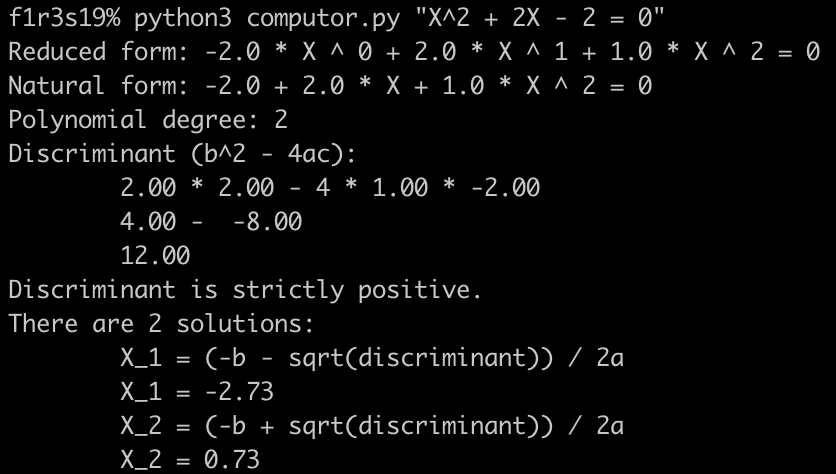 f1r3s19% python3 computor.py "X^2 + 2X - 2 = 0"
Reduced form: -2.0 * X ^ 0 + 2.0 * X ^ 1 + 1.0 * X ^ 2 = 0
Natural form: -2.0 + 2.0 * X + 1.0 * X ^ 2 = 0
Polynomial degree: 2
Discriminant (b^2 - 4ac):
        2.00 * 2.00 - 4 * 1.00 * -2.00
        4.00 -  -8.00
        12.00
Discriminant is strictly positive.
There are 2 solutions:
        X_1 = (-b - sqrt(discriminant)) / 2a
        X_1 = -2.73
        X_2 = (-b + sqrt(discriminant)) / 2a
        X_2 = 0.73